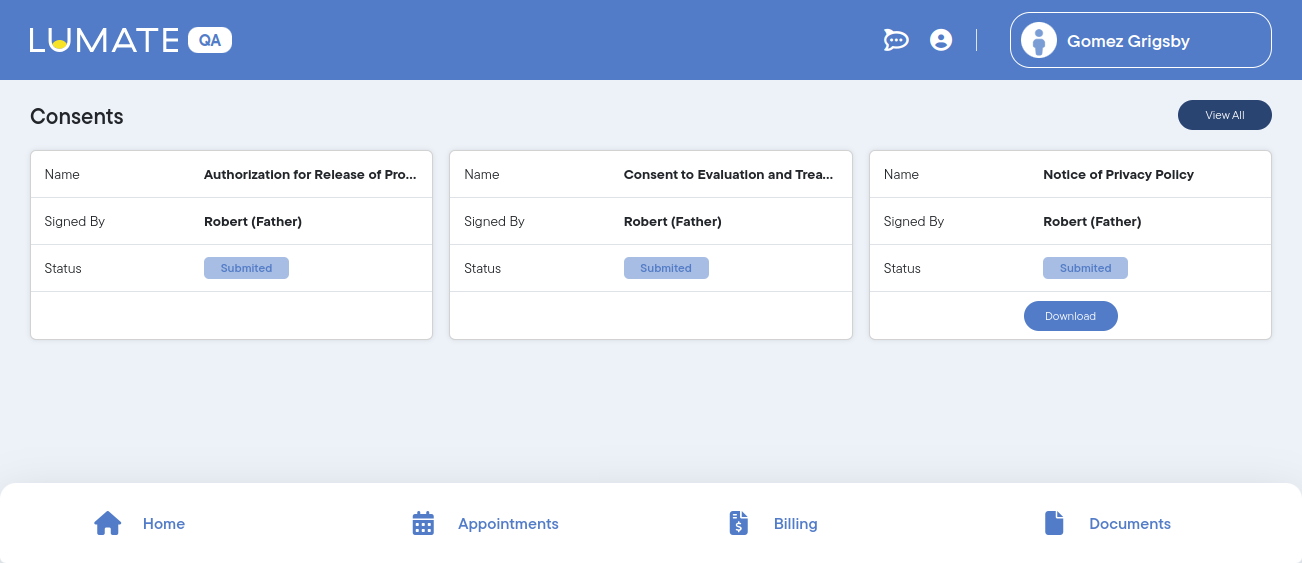 LUMATE QA
Gomez Grigsby
Consents
View All
Name Authorization for Release of Pro...
Signed By Robert (Father)
Status Submited
Name Consent to Evaluation and Trea...
Signed By Robert (Father)
Status Submited
Name Notice of Privacy Policy
Signed By Robert (Father)
Status Submited
Download
Home
Appointments
Billing
Documents